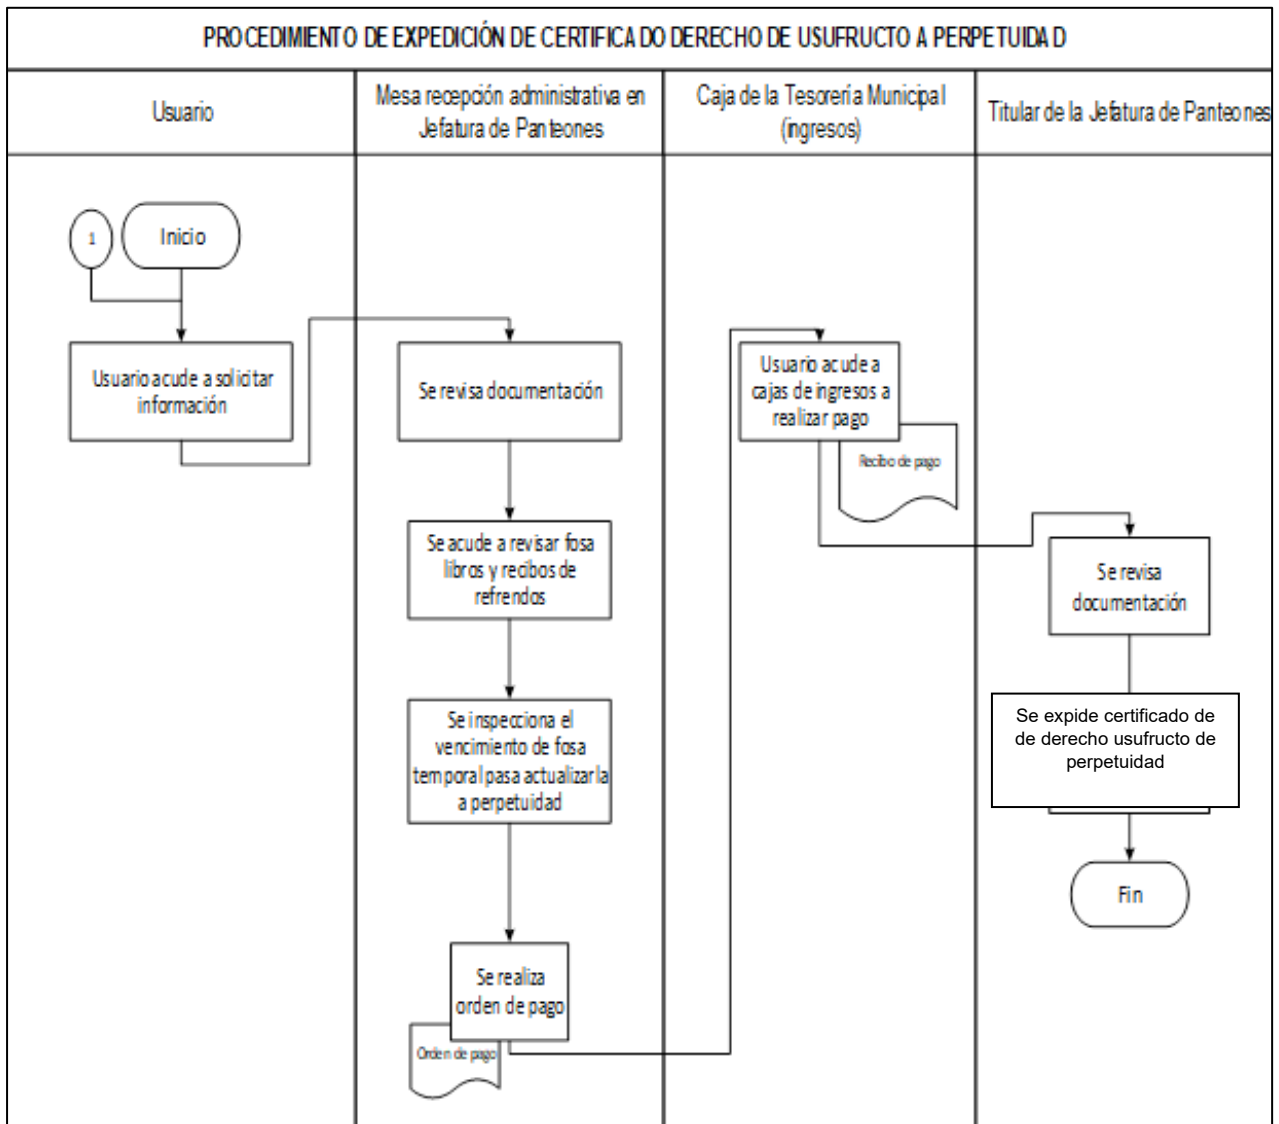 PROCEDIMIENTO DE EXPEDICIÓN DE CERTIFICADO DERECHO DE USUFRUCTO A PERPETUIDAD
Usuario
Mesa recepción administrativa en
Jefatura de Panteones
Caja de la Tesorería Municipal
(ingresos)
Titular de la Jefatura de Panteones
1
Inicio
Usuario acude a solicitar
información
Se revisa documentación
Se acude a revisar fosa
libros y recibos de
refrendos
Se inspecciona el
vencimiento de fosa
temporal pasa actualizarla
a perpetuidad
Se realiza
orden de pago
Orden de pago
Usuario acude a
cajas de ingresos a
realizar pago
Recibo de pago
Se revisa
documentación
Se expide certificado de
de derecho usufructo de
perpetuidad
Fin